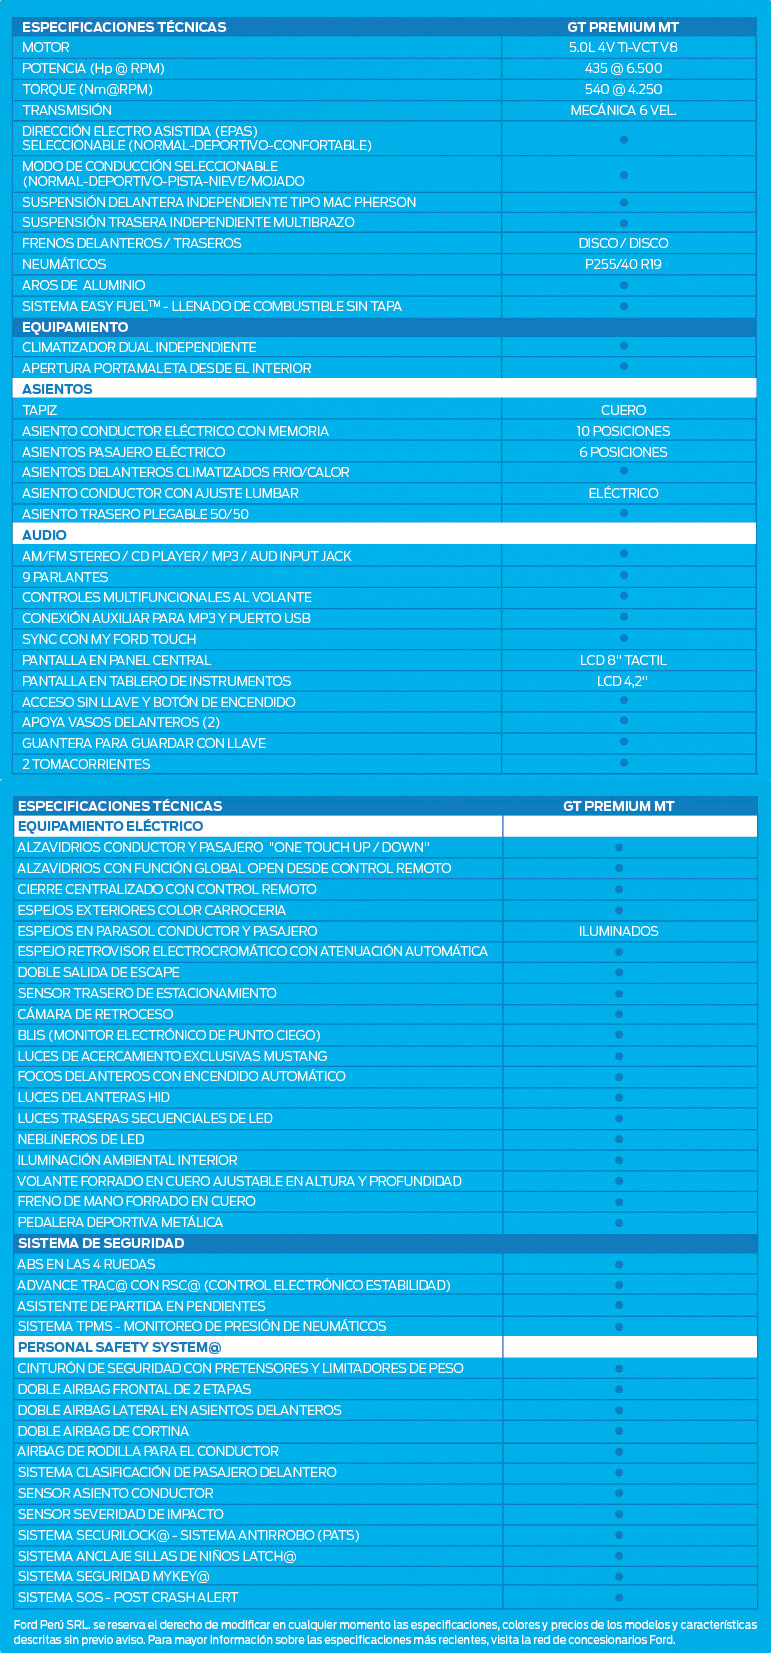 ESPECIFICACIONES TÉCNICAS GT PREMIUM MT
MOTOR 5.0L 4V Ti-VCT V8
POTENCIA (Hp @ RPM) 435 @ 6.500
TORQUE (Nm@RPM) 540 @ 4.250
TRANSMISIÓN MECÁNICA 6 VEL.
DIRECCIÓN ELECTRO ASISTIDA (EPAS)
SELECCIONABLE (NORMAL-DEPORTIVO-CONFORTABLE) ●
MODO DE CONDUCCIÓN SELECCIONABLE
(NORMAL-DEPORTIVO-PISTA-NIEVE/MOJADO ●
SUSPENSIÓN DELANTERA INDEPENDIENTE TIPO MAC PHERSON ●
SUSPENSIÓN TRASERA INDEPENDIENTE MULTIBRAZO ●
FRENOS DELANTEROS / TRASEROS DISCO / DISCO
NEUMÁTICOS P255/40 R19
AROS DE ALUMINIO ●
SISTEMA EASY FUEL™ - LLENADO DE COMBUSTIBLE SIN TAPA ●
EQUIPAMIENTO
CLIMATIZADOR DUAL INDEPENDIENTE ●
APERTURA PORTAMALETA DESDE EL INTERIOR ●
ASIENTOS
TAPIZ CUERO
ASIENTO CONDUCTOR ELÉCTRICO CON MEMORIA 10 POSICIONES
ASIENTOS PASAJERO ELÉCTRICO 6 POSICIONES
ASIENTOS DELANTEROS CLIMATIZADOS FRIO/CALOR ●
ASIENTO CONDUCTOR CON AJUSTE LUMBAR ELÉCTRICO
ASIENTO TRASERO PLEGABLE 50/50 ●
AUDIO
AM/FM STEREO / CD PLAYER / MP3 / AUD INPUT JACK ●
9 PARLANTES ●
CONTROLES MULTIFUNCIONALES AL VOLANTE ●
CONEXIÓN AUXILIAR PARA MP3 Y PUERTO USB ●
SYNC CON MY FORD TOUCH ●
PANTALLA EN PANEL CENTRAL LCD 8" TACTIL
PANTALLA EN TABLERO DE INSTRUMENTOS LCD 4,2"
ACCESO SIN LLAVE Y BOTÓN DE ENCENDIDO ●
APOYA VASOS DELANTEROS (2) ●
GUANTERA PARA GUARDAR CON LLAVE ●
2 TOMACORRIENTES ●
ESPECIFICACIONES TÉCNICAS GT PREMIUM MT
EQUIPAMIENTO ELÉCTRICO
ALZAVIDRIOS CONDUCTOR Y PASAJERO "ONE TOUCH UP / DOWN" ●
ALZAVIDRIOS CON FUNCIÓN GLOBAL OPEN DESDE CONTROL REMOTO ●
CIERRE CENTRALIZADO CON CONTROL REMOTO ●
ESPEJOS EXTERIORES COLOR CARROCERIA ●
ESPEJOS EN PARASOL CONDUCTOR Y PASAJERO ILUMINADOS
ESPEJO RETROVISOR ELECTROCROMÁTICO CON ATENUACIÓN AUTOMÁTICA ●
DOBLE SALIDA DE ESCAPE ●
SENSOR TRASERO DE ESTACIONAMIENTO ●
CÁMARA DE RETROCESO ●
BLIS (MONITOR ELECTRÓNICO DE PUNTO CIEGO) ●
LUCES DE ACERCAMIENTO EXCLUSIVAS MUSTANG ●
FOCOS DELANTEROS CON ENCENDIDO AUTOMÁTICO ●
LUCES DELANTERAS HID ●
LUCES TRASERAS SECUENCIALES DE LED ●
NEBLINEROS DE LED ●
ILUMINACIÓN AMBIENTAL INTERIOR ●
VOLANTE FORRADO EN CUERO AJUSTABLE EN ALTURA Y PROFUNDIDAD ●
FRENO DE MANO FORRADO EN CUERO ●
PEDALERA DEPORTIVA METÁLICA ●
SISTEMA DE SEGURIDAD
ABS EN LAS 4 RUEDAS ●
ADVANCE TRAC@ CON RSC@ (CONTROL ELECTRÓNICO ESTABILIDAD) ●
ASISTENTE DE PARTIDA EN PENDIENTES ●
SISTEMA TPMS - MONITOREO DE PRESIÓN DE NEUMÁTICOS ●
PERSONAL SAFETY SYSTEM@
CINTURÓN DE SEGURIDAD CON PRETENSORES Y LIMITADORES DE PESO ●
DOBLE AIRBAG FRONTAL DE 2 ETAPAS ●
DOBLE AIRBAG LATERAL EN ASIENTOS DELANTEROS ●
DOBLE AIRBAG DE CORTINA ●
AIRBAG DE RODILLA PARA EL CONDUCTOR ●
SISTEMA CLASIFICACIÓN DE PASAJERO DELANTERO ●
SENSOR ASIENTO CONDUCTOR ●
SENSOR SEVERIDAD DE IMPACTO ●
SISTEMA SECURILOCK@ - SISTEMA ANTIRROBO (PATS) ●
SISTEMA ANCLAJE SILLAS DE NIÑOS LATCH@ ●
SISTEMA SEGURIDAD MYKEY@ ●
SISTEMA SOS - POST CRASH ALERT ●
Ford Perú SRL. se reserva el derecho de modificar en cualquier momento las especificaciones, colores y precios de los modelos y características
descritas sin previo aviso. Para mayor información sobre las especificaciones más recientes, visita la red de concesionarios Ford.